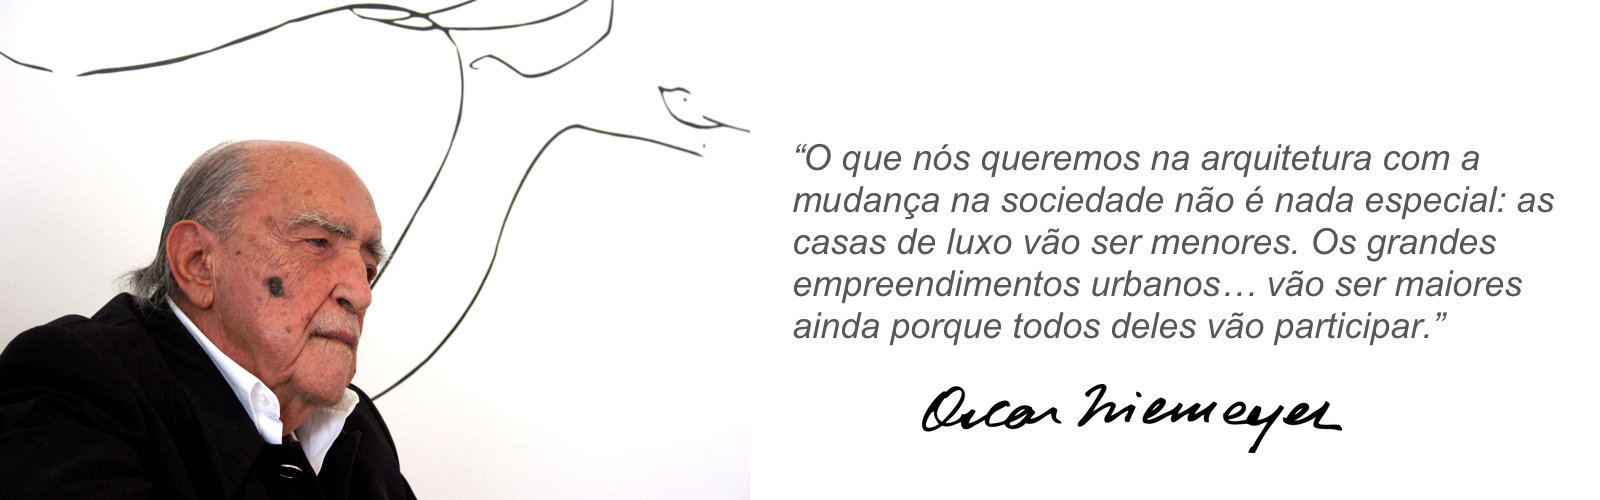 “O que nós queremos na arquitetura com a
mudança na sociedade não é nada especial: as
casas de luxo vão ser menores. Os grandes
empreendimentos urbanos… vão ser maiores
ainda porque todos deles vão participar.”
Oscar Niemeyer